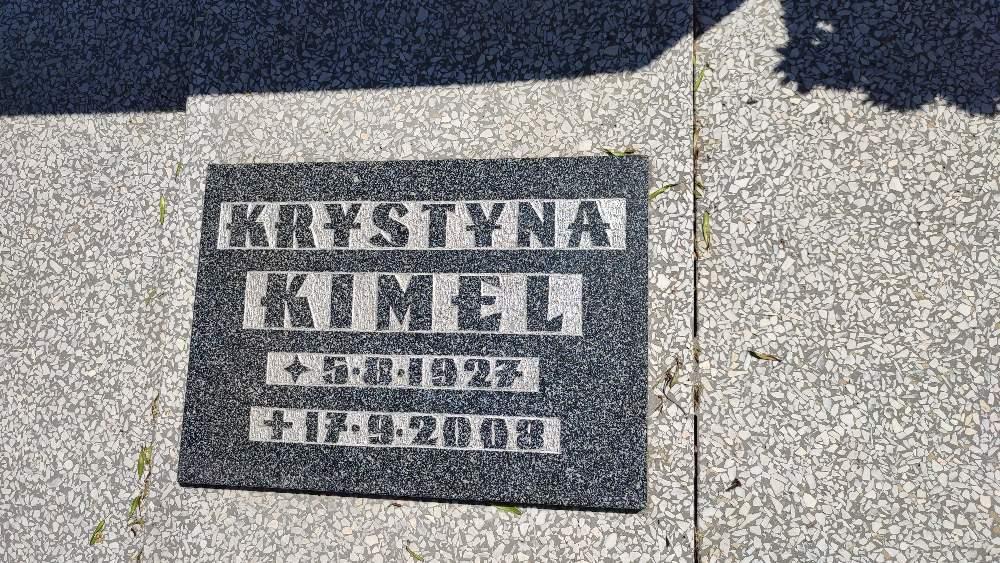 KRYSTYNA
KIMEL
✦ 5·8·1927
✝ 17·9·2008